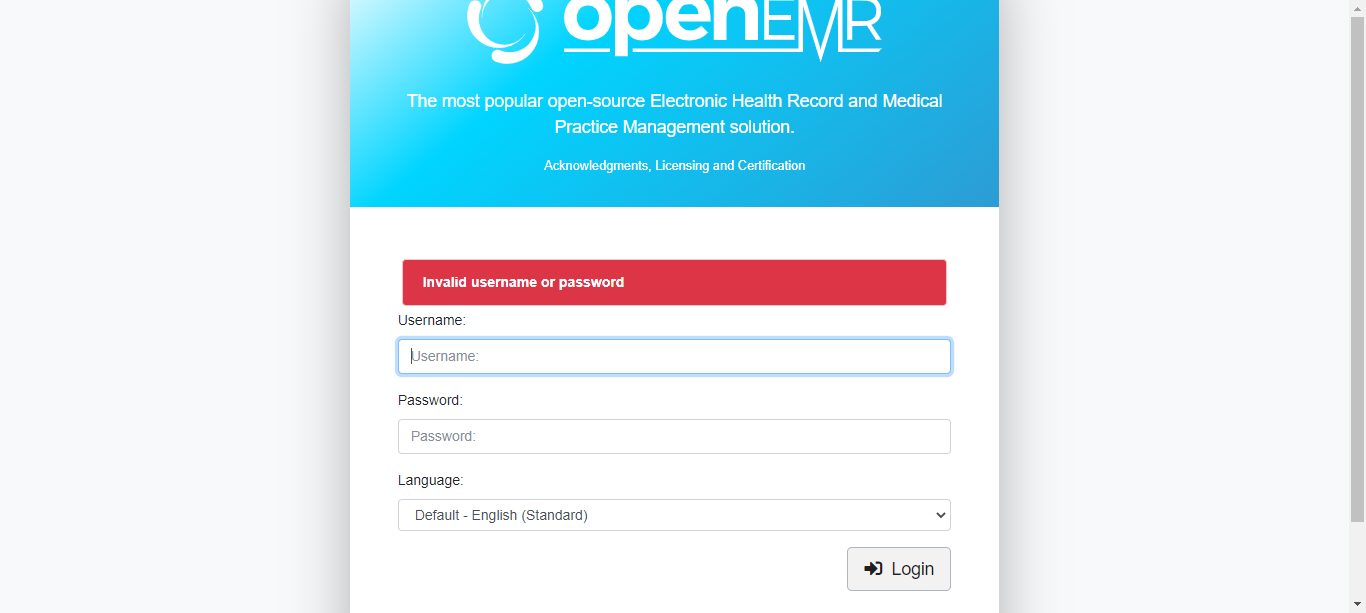 openEMR
The most popular open-source Electronic Health Record and Medical
Practice Management solution.
Acknowledgments, Licensing and Certification
Invalid username or password
Username:
Username:
Password:
Password:
Language:
Default - English (Standard)
Login